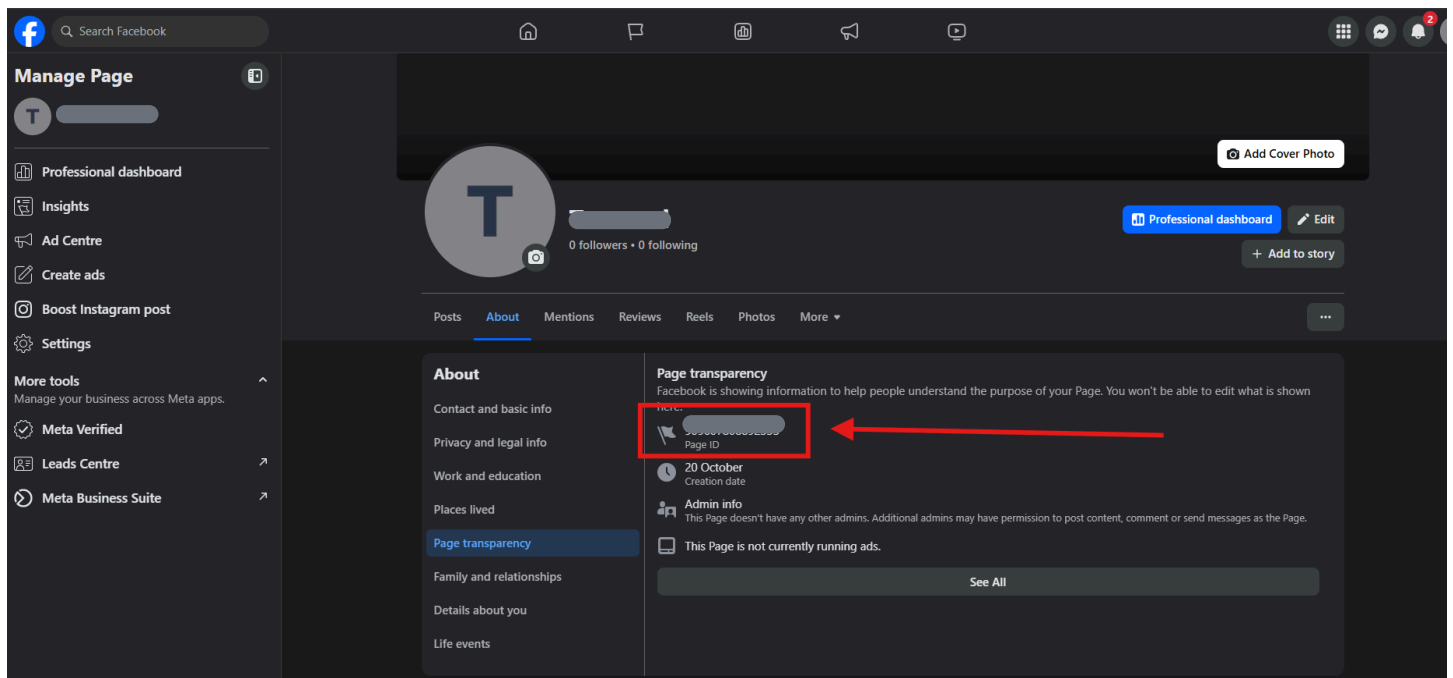 Search Facebook
2
Manage Page
T
Professional dashboard
Insights
Ad Centre
Create ads
Boost Instagram post
Settings
More tools
Manage your business across Meta apps.
Meta Verified
Leads Centre
Meta Business Suite
Add Cover Photo
T
0 followers • 0 following
Professional dashboard
Edit
+ Add to story
Posts
About
Mentions
Reviews
Reels
Photos
More
About
Contact and basic info
Privacy and legal info
Work and education
Places lived
Page transparency
Family and relationships
Details about you
Life events
Page transparency
Facebook is showing information to help people understand the purpose of your Page. You won't be able to edit what is shown
here.
Page ID
20 October
Creation date
Admin info
This Page doesn't have any other admins. Additional admins may have permission to post content, comment or send messages as the Page.
This Page is not currently running ads.
See All